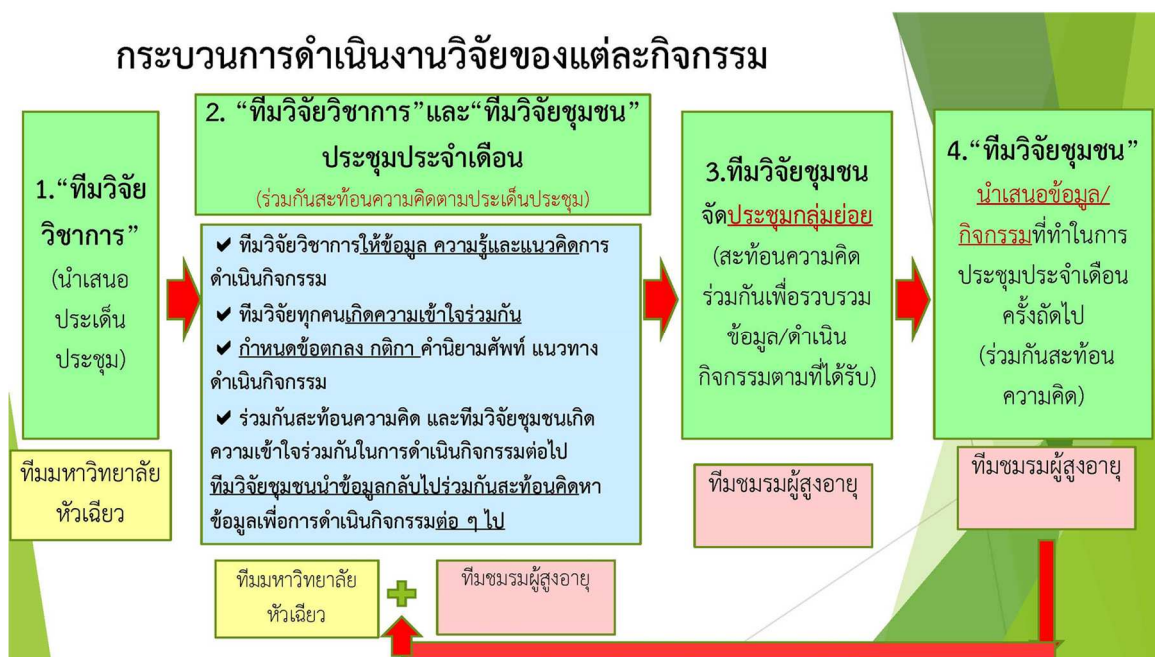 กระบวนการดำเนินงานวิจัยของแต่ละกิจกรรม
1.“ทีมวิจัย
วิชาการ”
(นำเสนอ
ประเด็น
ประชุม)
ทีมมหาวิทยาลัย
หัวเฉียว
2. “ทีมวิจัยวิชาการ”และ“ทีมวิจัยชุมชน”
ประชุมประจำเดือน
(ร่วมกันสะท้อนความคิดตามประเด็นประชุม)
✔ ทีมวิจัยวิชาการให้ข้อมูล ความรู้และแนวคิดการ
ดำเนินกิจกรรม
✔ ทีมวิจัยทุกคนเกิดความเข้าใจร่วมกัน
✔ กำหนดข้อตกลง กติกา คำนิยามศัพท์ แนวทาง
ดำเนินกิจกรรม
✔ ร่วมกันสะท้อนความคิด และทีมวิจัยชุมชนเกิด
ความเข้าใจร่วมกันในการดำเนินกิจกรรมต่อไป
ทีมวิจัยชุมชนนำข้อมูลกลับไปร่วมกันสะท้อนคิดหา
ข้อมูลเพื่อการดำเนินกิจกรรมต่อ ๆ ไป
ทีมมหาวิทยาลัย
หัวเฉียว
ทีมชมรมผู้สูงอายุ
3.ทีมวิจัยชุมชน
จัดประชุมกลุ่มย่อย
(สะท้อนความคิด
ร่วมกันเพื่อรวบรวม
ข้อมูล/ดำเนิน
กิจกรรมตามที่ได้รับ)
ทีมชมรมผู้สูงอายุ
4.“ทีมวิจัยชุมชน”
นำเสนอข้อมูล/
กิจกรรมที่ทำในการ
ประชุมประจำเดือน
ครั้งถัดไป
(ร่วมกันสะท้อน
ความคิด)
ทีมชมรมผู้สูงอายุ